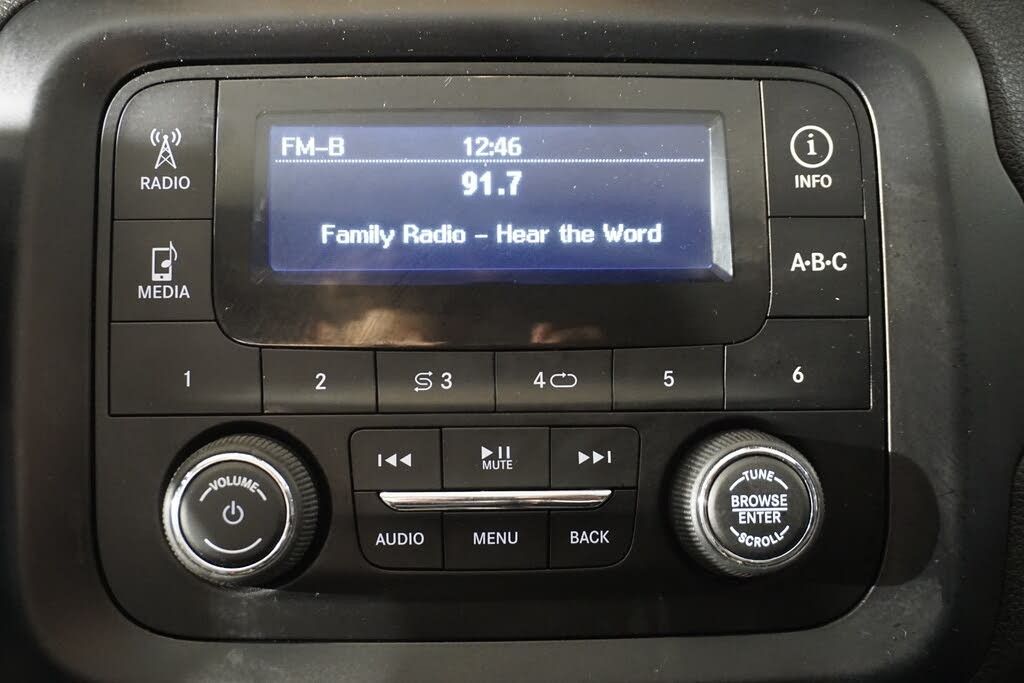 FM-B 12:46
91.7
Family Radio - Hear the Word
RADIO
MEDIA
i
INFO
A·B·C
1
2
3
4
5
6
VOLUME
MUTE
AUDIO
MENU
BACK
TUNE
BROWSE
ENTER
SCROLL